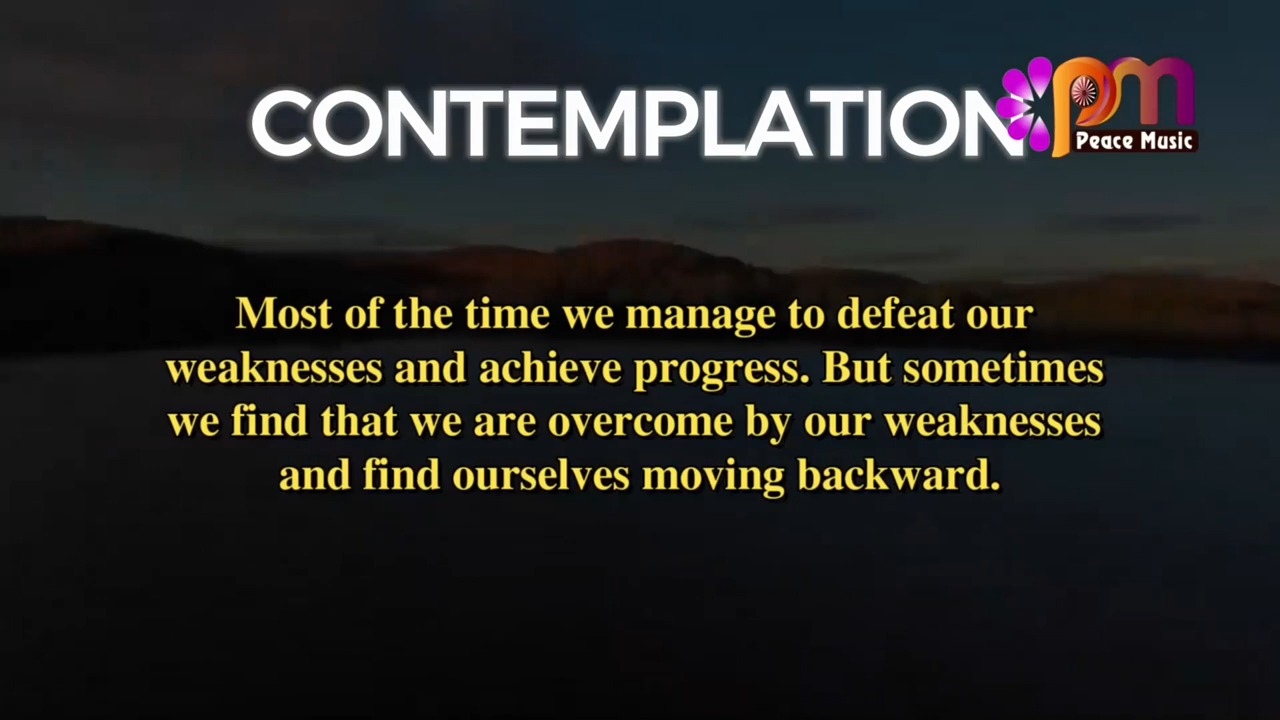 CONTEMPLATION
pm
Peace Music
Most of the time we manage to defeat our
weaknesses and achieve progress. But sometimes
we find that we are overcome by our weaknesses
and find ourselves moving backward.